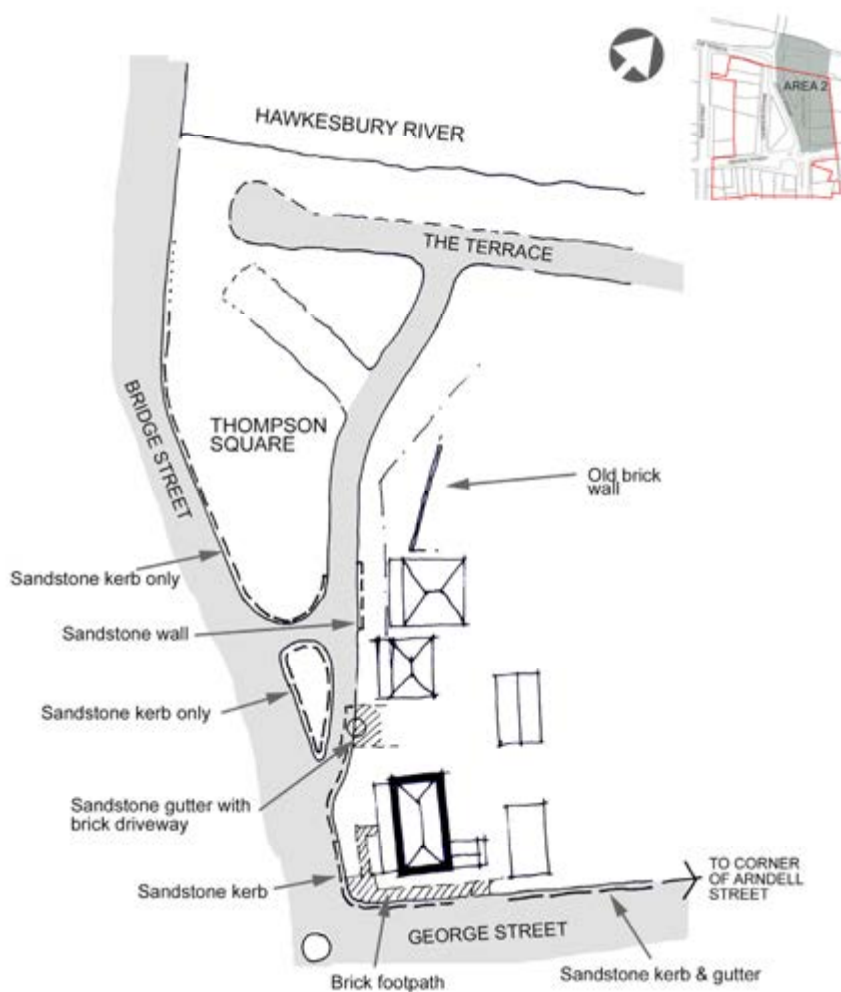 AREA 2
HAWKESBURY RIVER
THE TERRACE
BRIDGE STREET
THOMPSON
SQUARE
Old brick
wall
Sandstone kerb only
Sandstone wall
Sandstone kerb only
Sandstone gutter with
brick driveway
Sandstone kerb
TO CORNER
OF ARNDELL
STREET
GEORGE STREET
Brick footpath
Sandstone kerb & gutter